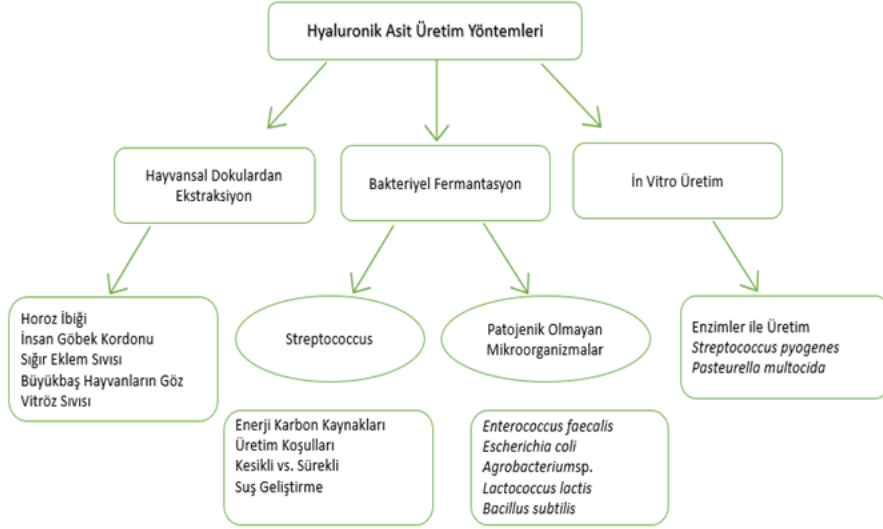 Hyaluronik Asit Üretim Yöntemleri
Hayvansal Dokulardan
Ekstraksiyon
Bakteriyel Fermantasyon
İn Vitro Üretim
Horoz İbiği
İnsan Göbek Kordonu
Sığır Eklem Sıvısı
Büyükbaş Hayvanların Göz
Vitröz Sıvısı
Streptococcus
Patojenik Olmayan
Mikroorganizmalar
Enzimler ile Üretim
Streptococcus pyogenes
Pasteurella multocida
Enerji Karbon Kaynakları
Üretim Koşulları
Kesikli vs. Sürekli
Suş Geliştirme
Enterococcus faecalis
Escherichia coli
Agrobacteriumsp.
Lactococcus lactis
Bacillus subtilis